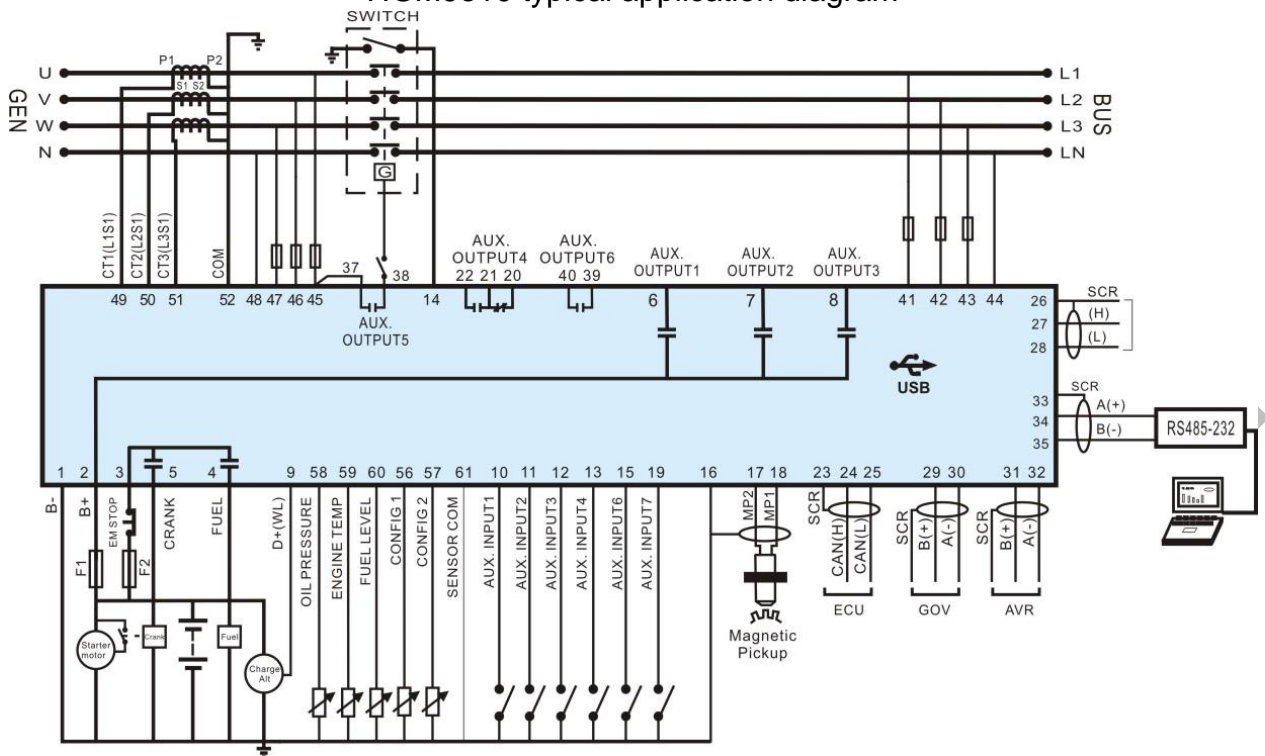 typical application diagram
SWITCH
P1 P2
S1 S2
GEN
U
V
W
N
G
L1
L2
L3
LN
BUS
CT1(L1S1)
CT2(L2S1)
CT3(L3S1)
COM
37
38
AUX.
OUTPUT4
22 21 20
AUX.
OUTPUT6
40 39
AUX.
OUTPUT1
AUX.
OUTPUT2
AUX.
OUTPUT3
49 50 51 52 48 47 46 45 14 6 7 8 41 42 43 44
AUX.
OUTPUT5
26 SCR
27 (H)
28 (L)
USB
SCR
33
34 A(+)
35 B(-)
RS485-232
1 2 3 5 4 9 58 59 60 56 57 61 10 11 12 13 15 19 16 17 18 23 24 25 29 30 31 32
B-
B+
EM STOP
CRANK
FUEL
D+(WL)
OIL PRESSURE
ENGINE TEMP
FUEL LEVEL
CONFIG 1
CONFIG 2
SENSOR COM
AUX. INPUT1
AUX. INPUT2
AUX. INPUT3
AUX. INPUT4
AUX. INPUT6
AUX. INPUT7
MP2
MP1
SCR
CAN(H)
CAN(L)
SCR
B(+)
A(-)
SCR
B(+)
A(-)
F1
F2
Starter
motor
Crank
Fuel
Charge
Alt
Magnetic
Pickup
ECU
GOV
AVR